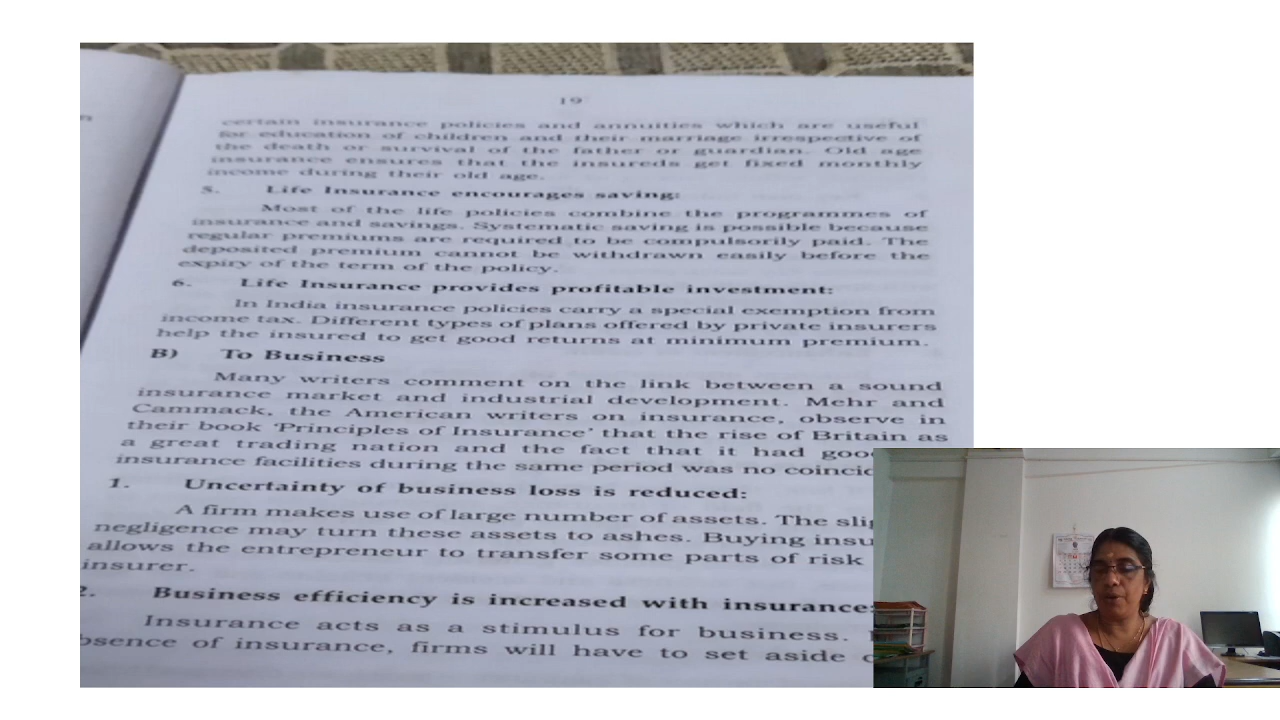 19
certain insurance policies and annuities which are useful
for education of children and their marriage irrespective of
the death or survival of the father or guardian. Old age
insurance ensures that the insureds get fixed monthly
income during their old age.
5. Life Insurance encourages saving:
Most of the life policies combine the programmes of
insurance and savings. Systematic saving is possible because
regular premiums are required to be compulsorily paid. The
deposited premium cannot be withdrawn easily before the
expiry of the term of the policy.
6. Life Insurance provides profitable investment:
In India insurance policies carry a special exemption from
income tax. Different types of plans offered by private insurers
help the insured to get good returns at minimum premium.
B) To Business
Many writers comment on the link between a sound
insurance market and industrial development. Mehr and
Cammack, the American writers on insurance, observe in
their book 'Principles of Insurance' that the rise of Britain as
a great trading nation and the fact that it had goo
insurance facilities during the same period was no coincid
1. Uncertainty of business loss is reduced:
A firm makes use of large number of assets. The slig
negligence may turn these assets to ashes. Buying insu
allows the entrepreneur to transfer some parts of risk
insurer.
2. Business efficiency is increased with insurance:
Insurance acts as a stimulus for business.
bsence of insurance, firms will have to set aside c